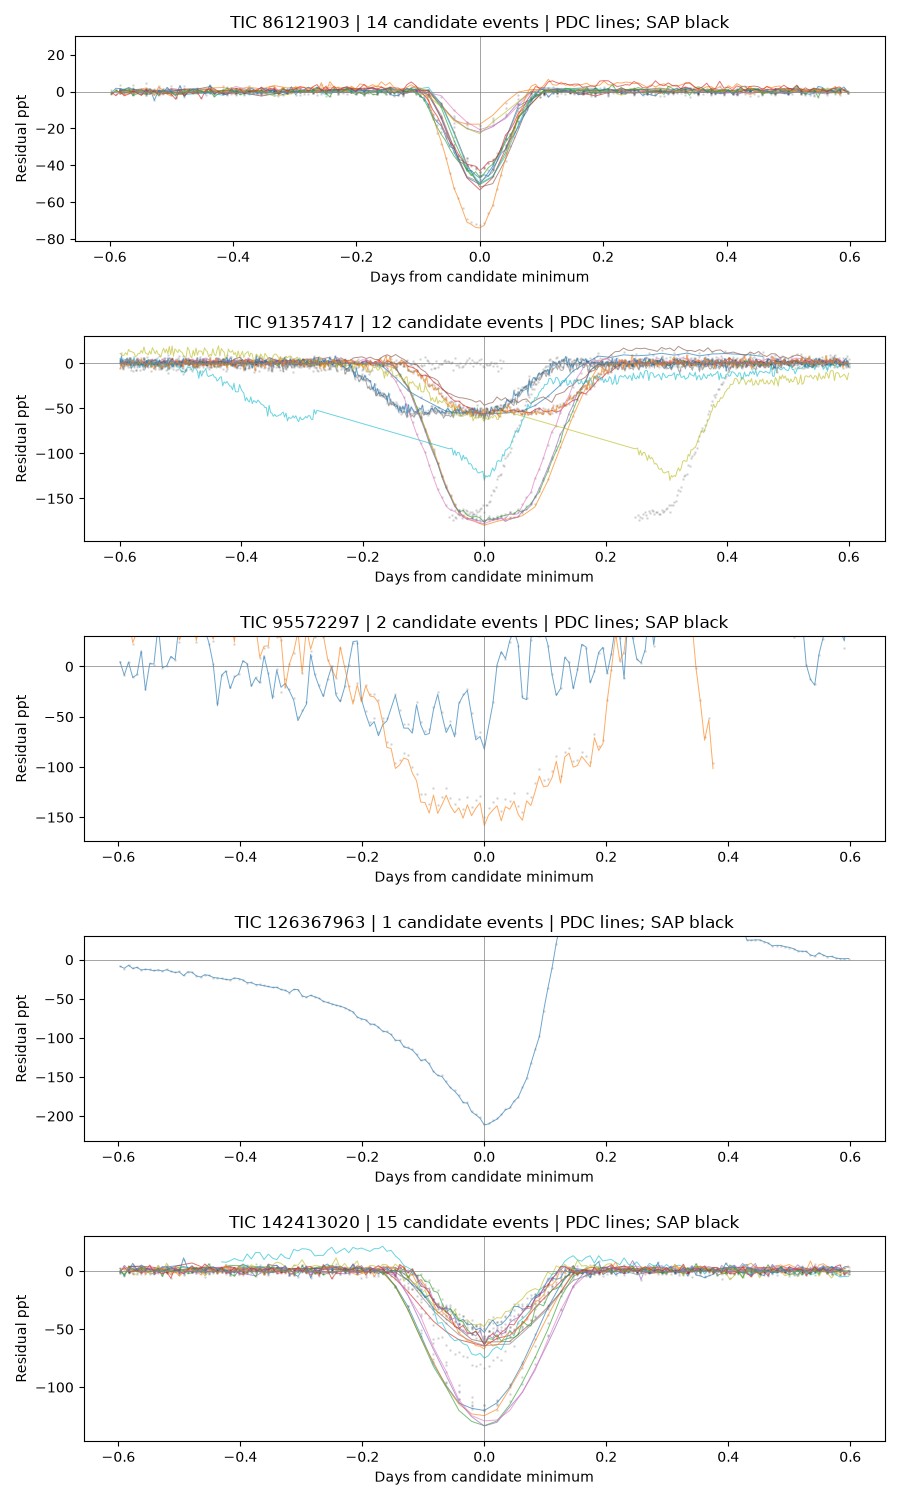 TIC 86121903 | 14 candidate events | PDC lines; SAP black
20
0
−20
−40
−60
−80
Residual ppt
−0.6 −0.4 −0.2 0.0 0.2 0.4 0.6
Days from candidate minimum
TIC 91357417 | 12 candidate events | PDC lines; SAP black
0
−50
−100
−150
Residual ppt
−0.6 −0.4 −0.2 0.0 0.2 0.4 0.6
Days from candidate minimum
TIC 95572297 | 2 candidate events | PDC lines; SAP black
0
−50
−100
−150
Residual ppt
−0.6 −0.4 −0.2 0.0 0.2 0.4 0.6
Days from candidate minimum
TIC 126367963 | 1 candidate events | PDC lines; SAP black
0
−50
−100
−150
−200
Residual ppt
−0.6 −0.4 −0.2 0.0 0.2 0.4 0.6
Days from candidate minimum
TIC 142413020 | 15 candidate events | PDC lines; SAP black
0
−50
−100
Residual ppt
−0.6 −0.4 −0.2 0.0 0.2 0.4 0.6
Days from candidate minimum